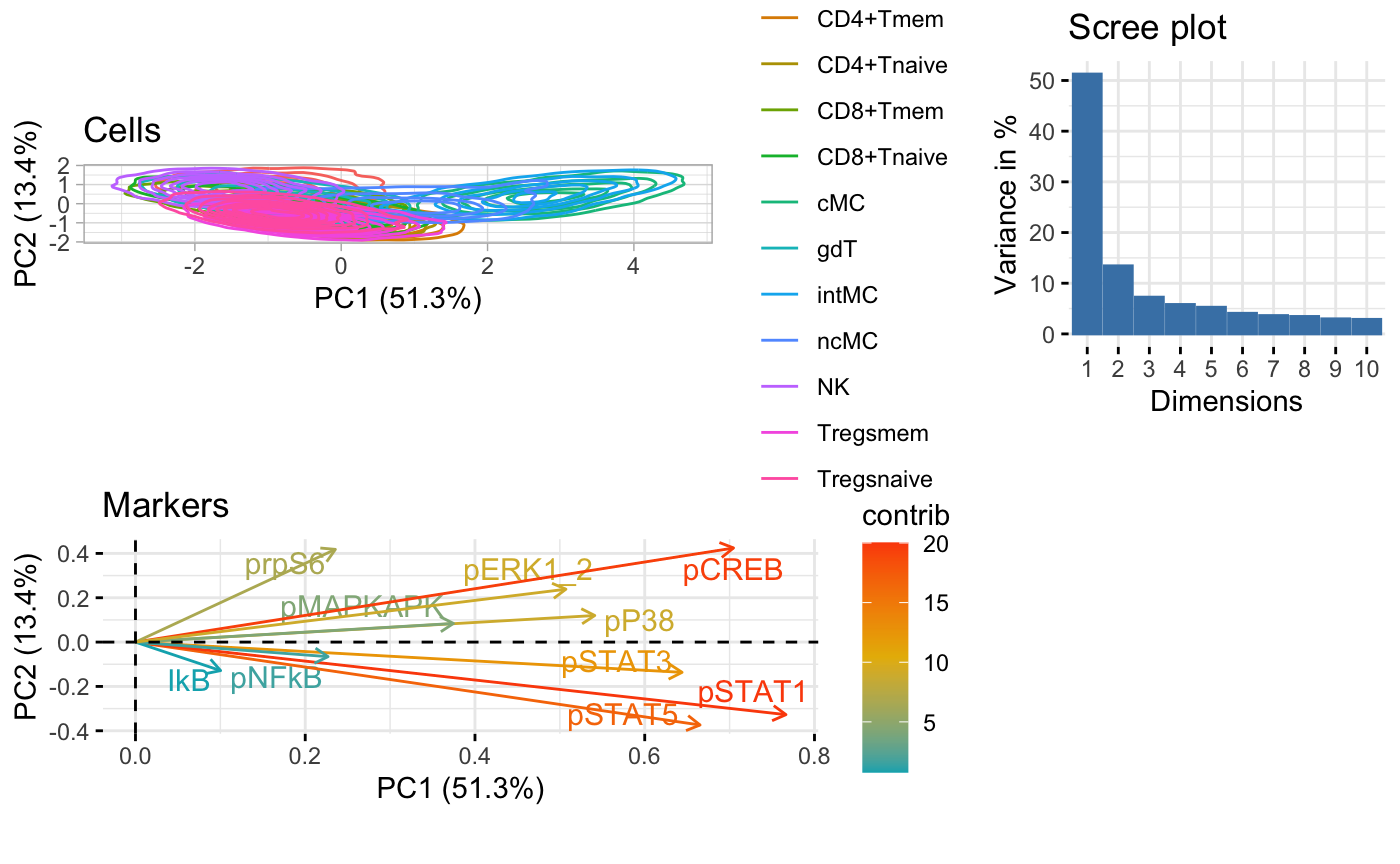 Cells
PC2 (13.4%)
2
1
0
-1
-2
-2
0
2
4
PC1 (51.3%)
CD4+Tmem
CD4+Tnaive
CD8+Tmem
CD8+Tnaive
cMC
gdT
intMC
ncMC
NK
Tregsmem
Tregsnaive
Scree plot
Variance in %
50
40
30
20
10
0
1 2 3 4 5 6 7 8 9 10
Dimensions
Markers
PC2 (13.4%)
0.4
0.2
0.0
-0.2
-0.4
prpS6
pERK1_2
pCREB
pMAPKAPK
pP38
pSTAT3
IkB
pNFkB
pSTAT1
pSTAT5
0.0 0.2 0.4 0.6 0.8
PC1 (51.3%)
contrib
20
15
10
5